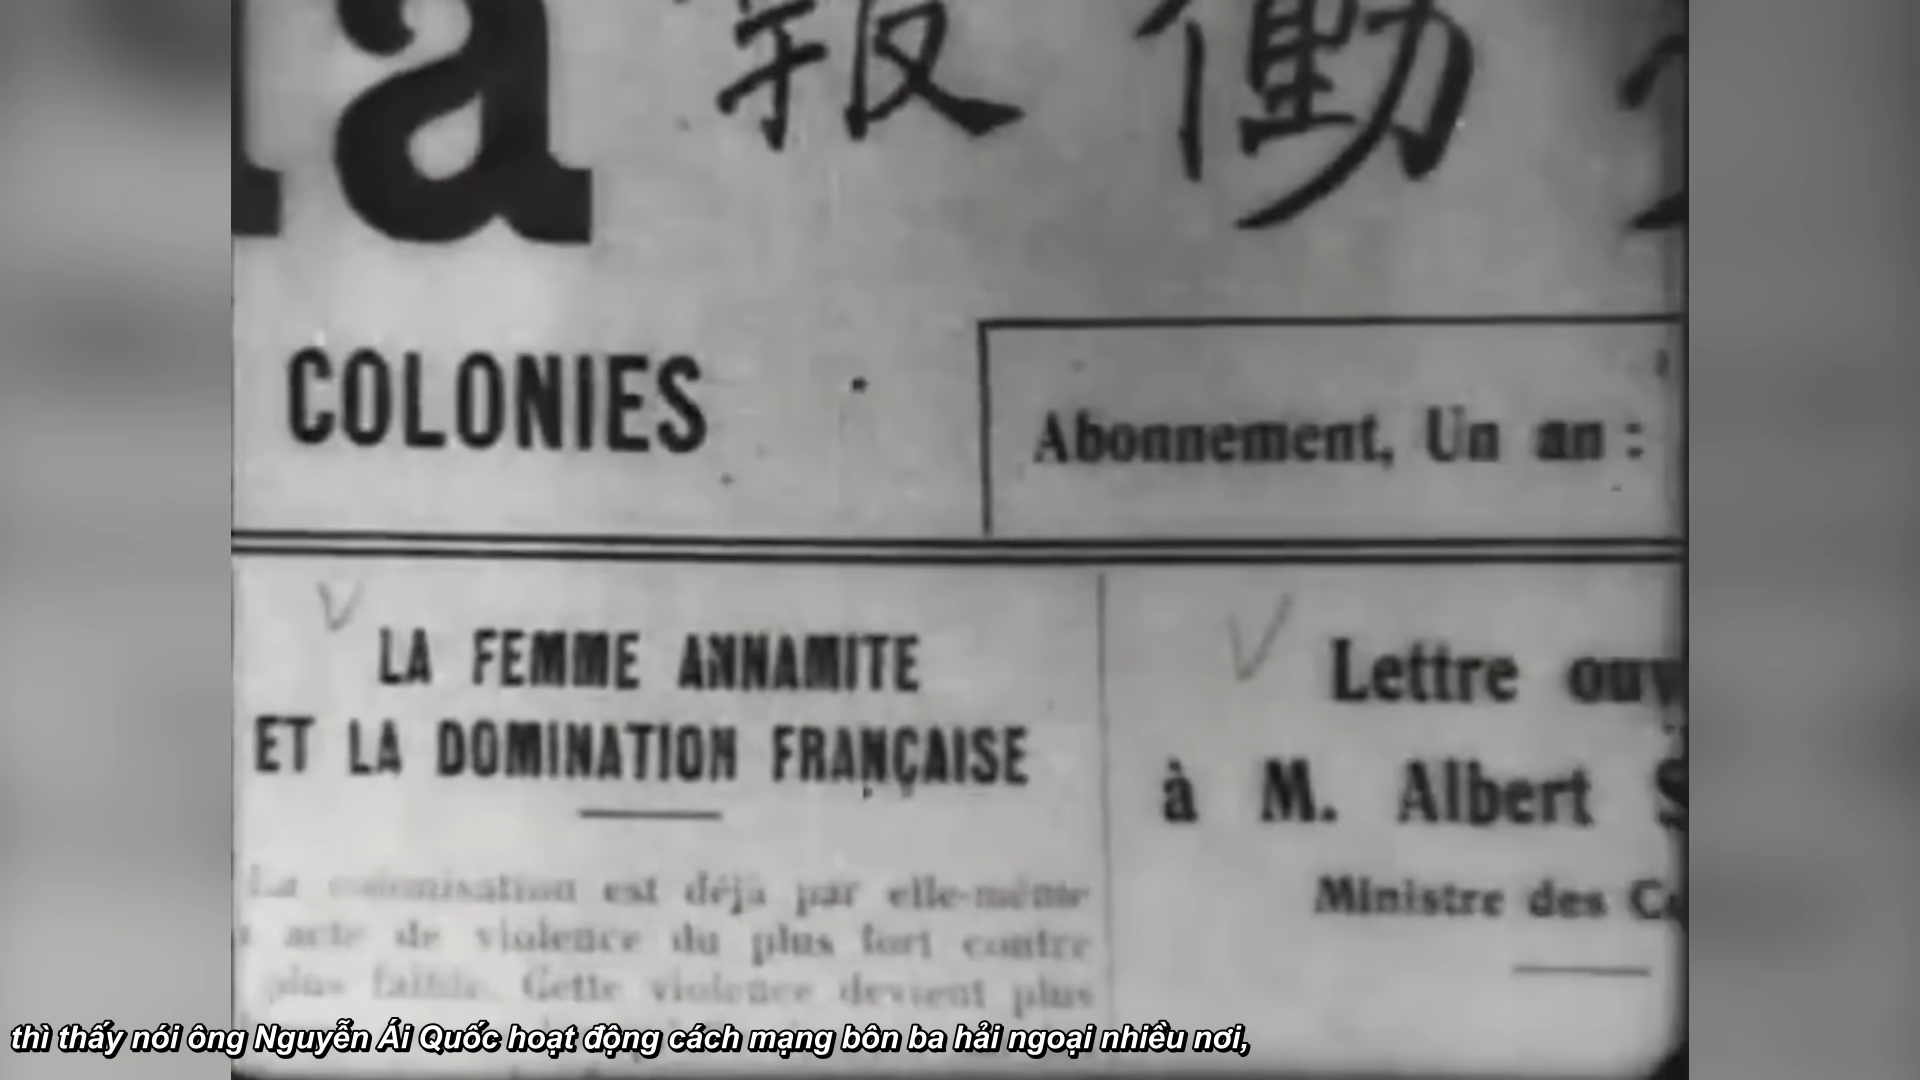 a 報 働
COLONIES
Abonnement, Un an :
LA FEMME ANNAMITE
ET LA DOMINATION FRANÇAISE
La colonisation est déjà par elle-même
acte de violence du plus fort contre
plus faible. Cette violence devient plus
Lettre
à M. Albert
Ministre des
thì thấy nói ông Nguyễn Ái Quốc hoạt động cách mạng bôn ba hải ngoại nhiều nơi,